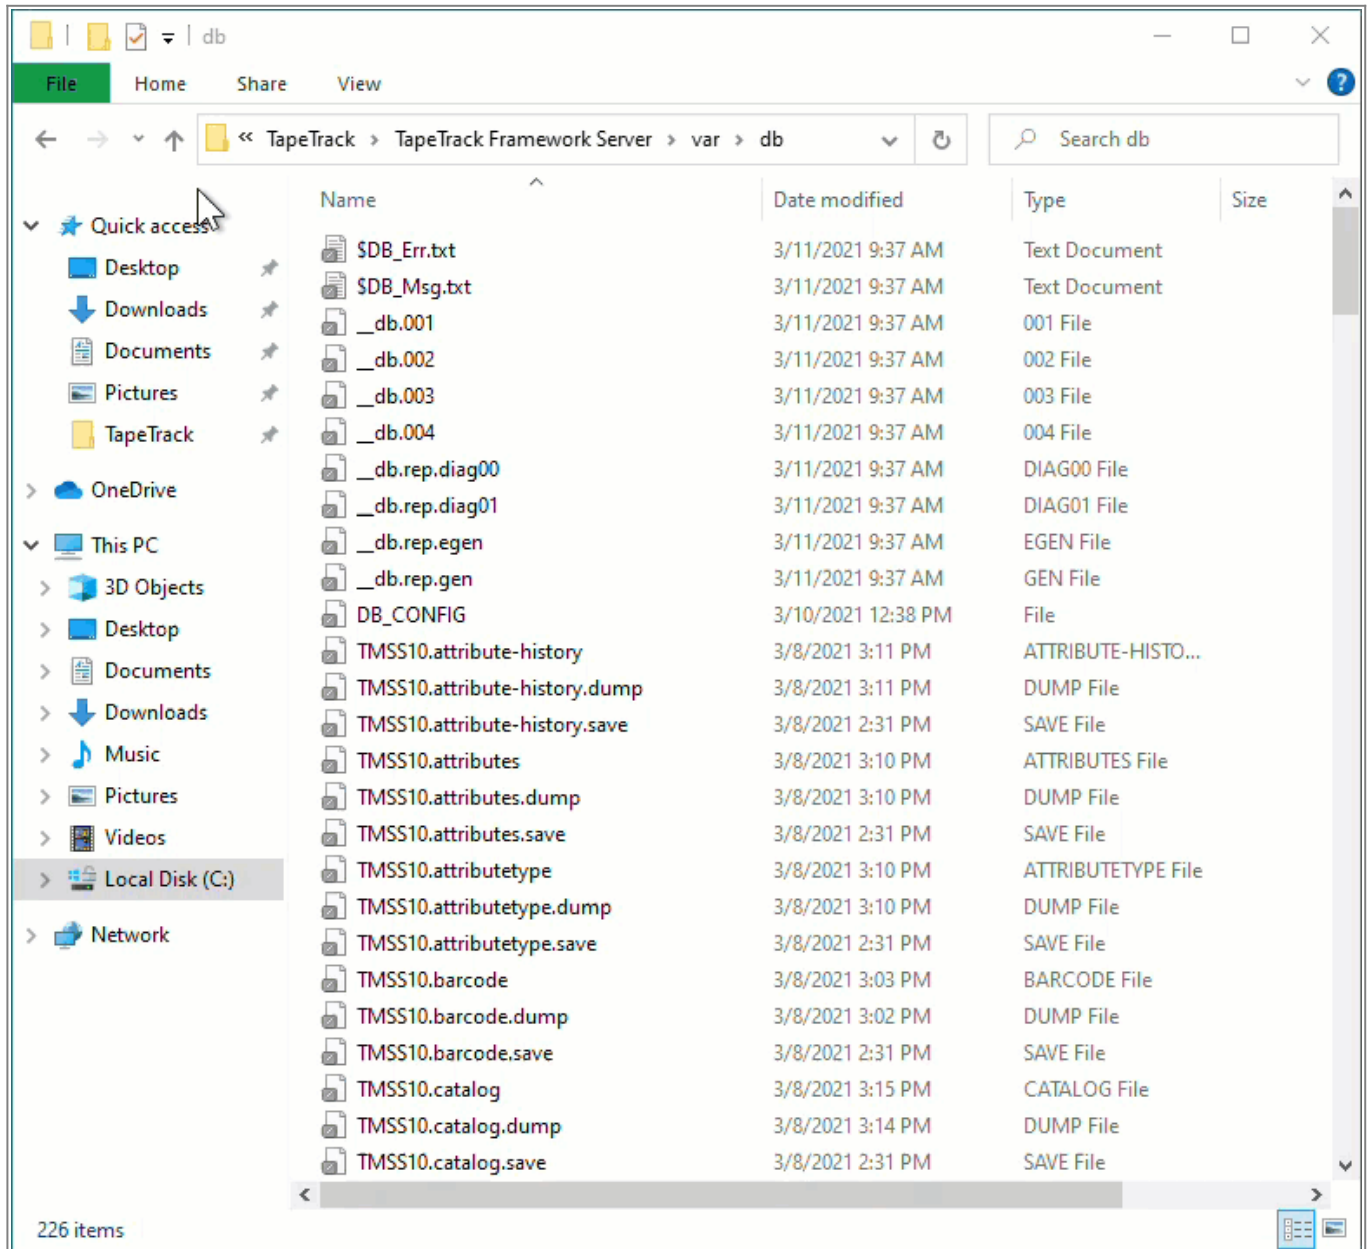 db
File Home Share View
« TapeTrack > TapeTrack Framework Server > var > db Search db
Name Date modified Type Size
Quick access
Desktop
Downloads
Documents
Pictures
TapeTrack
OneDrive
This PC
3D Objects
Desktop
Documents
Downloads
Music
Pictures
Videos
Local Disk (C:)
Network
$DB_Err.txt 3/11/2021 9:37 AM Text Document
$DB_Msg.txt 3/11/2021 9:37 AM Text Document
__db.001 3/11/2021 9:37 AM 001 File
__db.002 3/11/2021 9:37 AM 002 File
__db.003 3/11/2021 9:37 AM 003 File
__db.004 3/11/2021 9:37 AM 004 File
__db.rep.diag00 3/11/2021 9:37 AM DIAG00 File
__db.rep.diag01 3/11/2021 9:37 AM DIAG01 File
__db.rep.egen 3/11/2021 9:37 AM EGEN File
__db.rep.gen 3/11/2021 9:37 AM GEN File
DB_CONFIG 3/10/2021 12:38 PM File
TMSS10.attribute-history 3/8/2021 3:11 PM ATTRIBUTE-HISTO...
TMSS10.attribute-history.dump 3/8/2021 3:11 PM DUMP File
TMSS10.attribute-history.save 3/8/2021 2:31 PM SAVE File
TMSS10.attributes 3/8/2021 3:10 PM ATTRIBUTES File
TMSS10.attributes.dump 3/8/2021 3:10 PM DUMP File
TMSS10.attributes.save 3/8/2021 2:31 PM SAVE File
TMSS10.attributetype 3/8/2021 3:10 PM ATTRIBUTETYPE File
TMSS10.attributetype.dump 3/8/2021 3:10 PM DUMP File
TMSS10.attributetype.save 3/8/2021 2:31 PM SAVE File
TMSS10.barcode 3/8/2021 3:03 PM BARCODE File
TMSS10.barcode.dump 3/8/2021 3:02 PM DUMP File
TMSS10.barcode.save 3/8/2021 2:31 PM SAVE File
TMSS10.catalog 3/8/2021 3:15 PM CATALOG File
TMSS10.catalog.dump 3/8/2021 3:14 PM DUMP File
TMSS10.catalog.save 3/8/2021 2:31 PM SAVE File
226 items